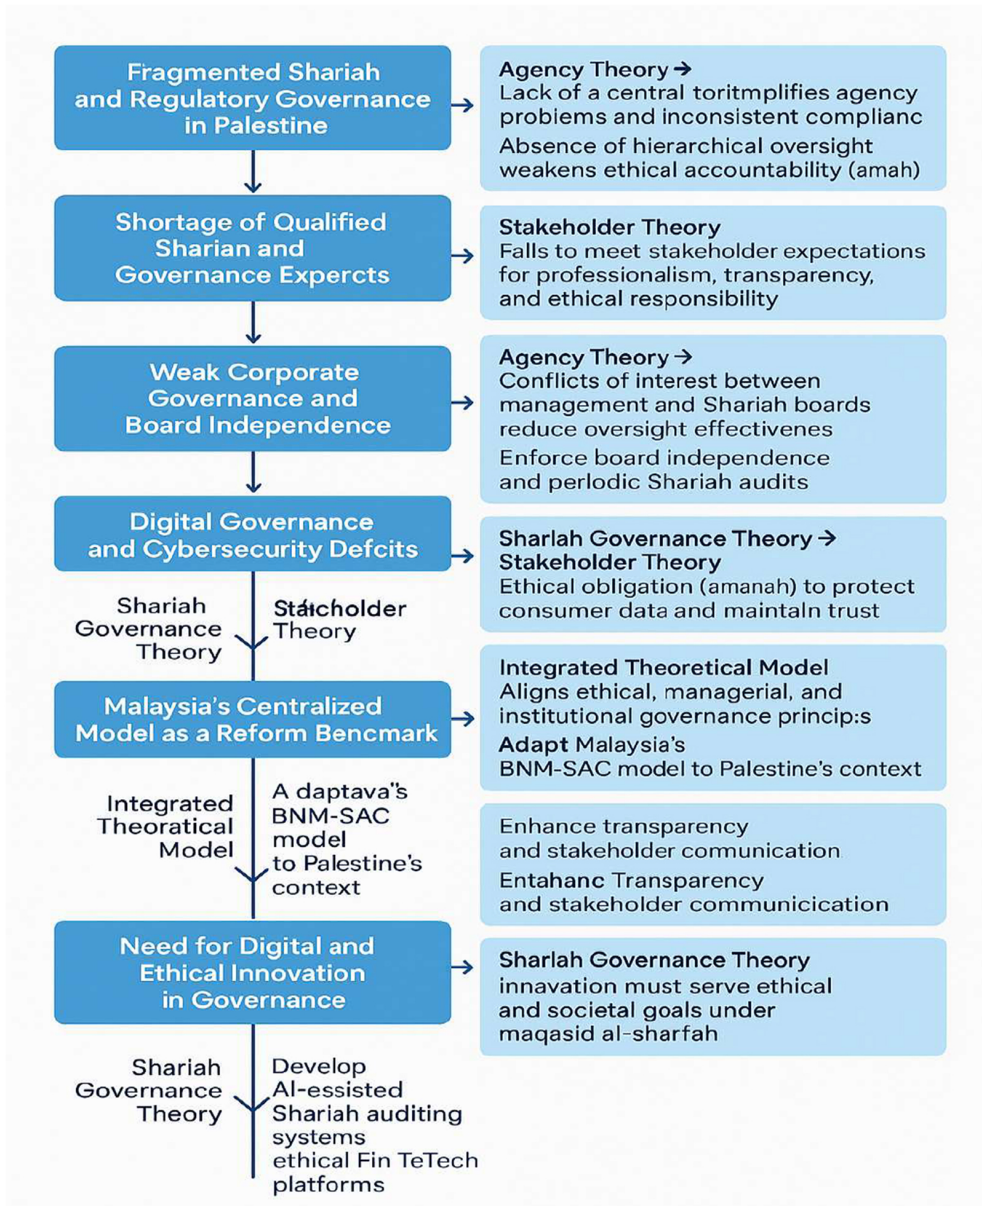 Fragmented Shariah
and Regulatory Governance
in Palestine
Agency Theory →
Lack of a central toritmplifies agency
problems and inconsistent complianc
Absence of hierarchical oversight
weakens ethical accountability (amah)
Shortage of Qualified
Sharian and
Governance Expercts
Stakeholder Theory
Falls to meet stakeholder expectations
for professionalism, transparency,
and ethical responsibility
Weak Corporate
Governance and
Board Independence
Agency Theory →
Conflicts of interest between
management and Shariah boards
reduce oversight effectivenes
Enforce board independence
and perlodic Shariah audits
Digital Governance
and Cybersecurity Defcits
Sharlah Governance Theory →
Stakeholder Theory
Ethical obligation (amanah) to protect
consumer data and maintaln trust
Shariah
Governance
Theory
Theory
Malaysia's Centralized
Model as a Reform Bencmark
Integrated Theoretical Model
Aligns ethical, managerial, and
institutional governance princip:s
Adapt Malaysia's
BNM-SAC model to Palestine's context
Integrated
Theoratical
Model
A daptava's
BNM-SAC
model
to Palestine's
context
Enhance transparency
and stakeholder comunication
Entahanc Transparency
and stakeholder communicication
Need for Digital and
Ethical Innovation
in Governance
Sharlah Governance Theory
innavation must serve ethical
and societal goals under
maqasid al-sharfah
Shariah
Governance
Theory
Develop
AI-essisted
Shariah auditing
systems
ethical Fin TeTech
platforms